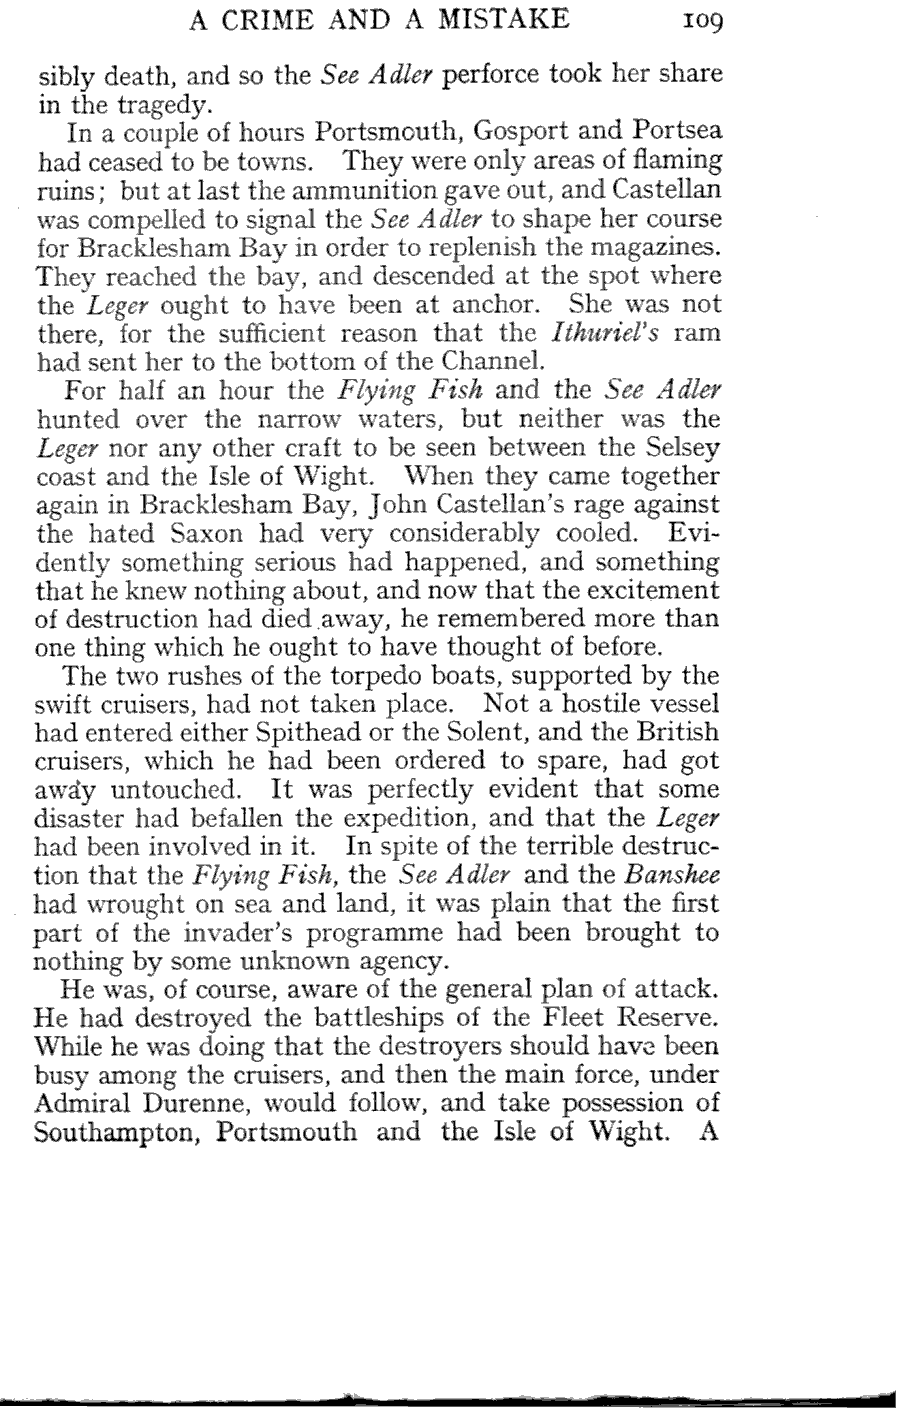 A CRIME AND A MISTAKE 109
sibly death, and so the See Adler perforce took her share
in the tragedy.
In a couple of hours Portsmouth, Gosport and Portsea
had ceased to be towns. They were only areas of flaming
ruins; but at last the ammunition gave out, and Castellan
was compelled to signal the See Adler to shape her course
for Bracklesham Bay in order to replenish the magazines.
They reached the bay, and descended at the spot where
the Leger ought to have been at anchor. She was not
there, for the sufficient reason that the Ithuriel's ram
had sent her to the bottom of the Channel.
For half an hour the Flying Fish and the See Adler
hunted over the narrow waters, but neither was the
Leger nor any other craft to be seen between the Selsey
coast and the Isle of Wight. When they came together
again in Bracklesham Bay, John Castellan's rage against
the hated Saxon had very considerably cooled. Evi-
dently something serious had happened, and something
that he knew nothing about, and now that the excitement
of destruction had died away, he remembered more than
one thing which he ought to have thought of before.
The two rushes of the torpedo boats, supported by the
swift cruisers, had not taken place. Not a hostile vessel
had entered either Spithead or the Solent, and the British
cruisers, which he had been ordered to spare, had got
away untouched. It was perfectly evident that some
disaster had befallen the expedition, and that the Leger
had been involved in it. In spite of the terrible destruc-
tion that the Flying Fish, the See Adler and the Banshee
had wrought on sea and land, it was plain that the first
part of the invader's programme had been brought to
nothing by some unknown agency.
He was, of course, aware of the general plan of attack.
He had destroyed the battleships of the Fleet Reserve.
While he was doing that the destroyers should have been
busy among the cruisers, and then the main force, under
Admiral Durenne, would follow, and take possession of
Southampton, Portsmouth and the Isle of Wight. A